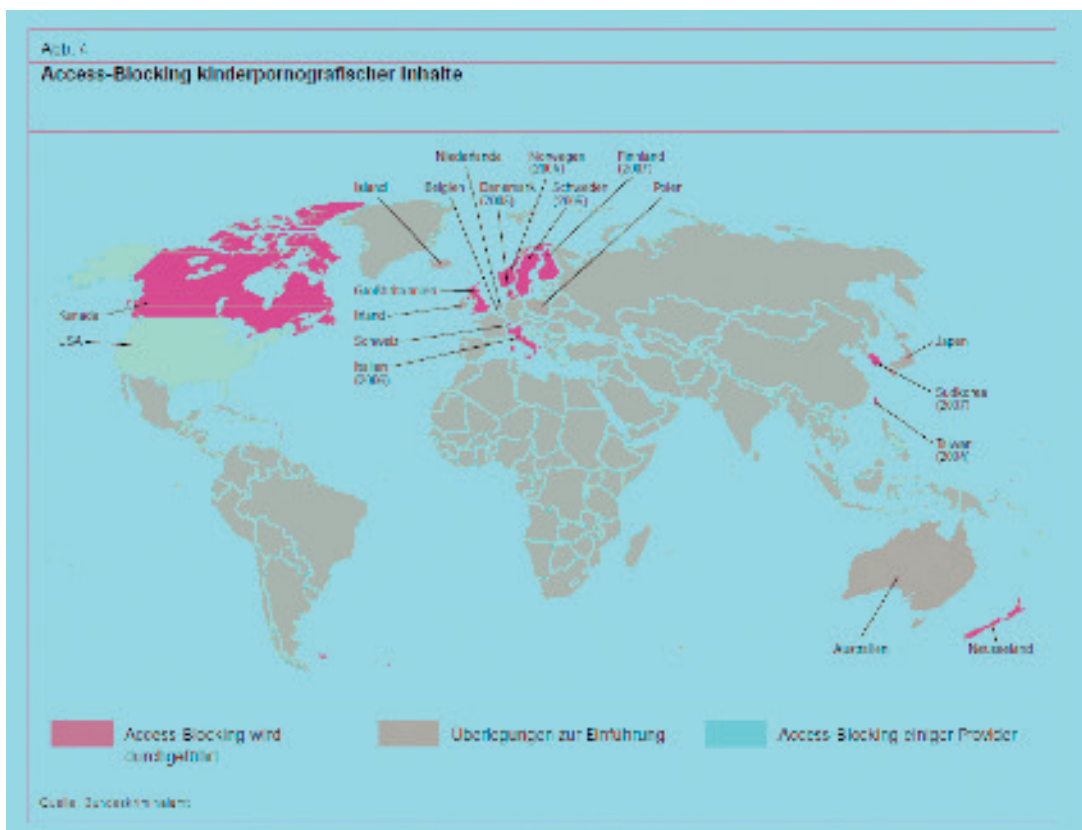 Abb. 4
Access-Blocking kinderpornografischer Inhalte
Niederlande
Norwegen
Finnland
(2007)
Island
Belgien
Dänemark
Schweden
Polen
Großbritannien
Kanada
Irland
USA
Schweiz
Japan
Italien
Südkorea
(2007)
Taiwan
Australien
Neuseeland
Access-Blocking wird
durchgeführt
Überlegungen zur Einführung
Access-Blocking einiger Provider
Quelle: Bundeskriminalamt